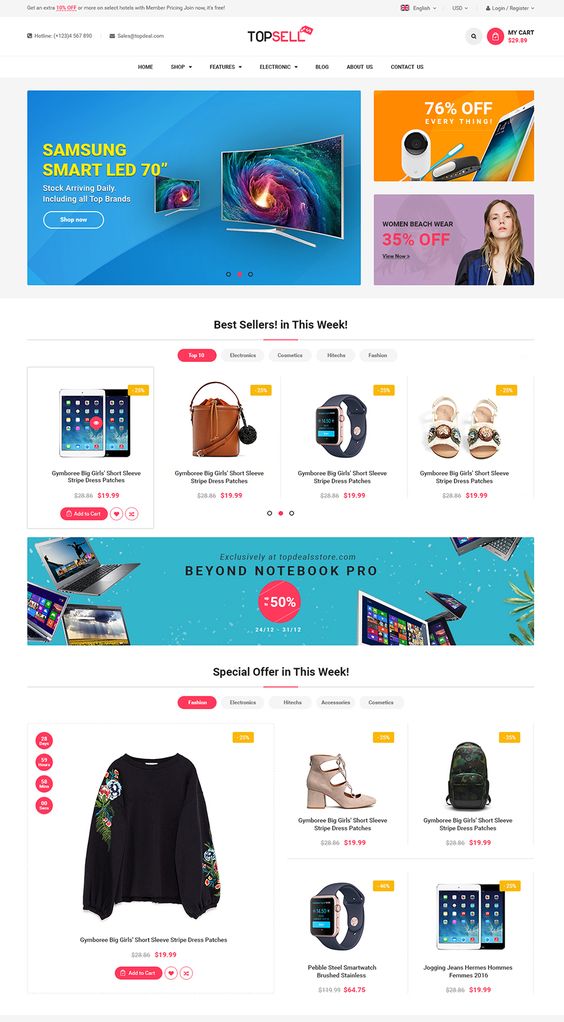 Get an extra 10% OFF or more on select hotels with Member Pricing Join now, it's free!
English
USD
Login / Register
Hotline: (+123)4 567 890
Sales@topdeal.com
TOPSELL
MY CART
$29.89
HOME
SHOP
FEATURES
ELECTRONIC
BLOG
ABOUT US
CONTACT US
SAMSUNG
SMART LED 70”
Stock Arriving Daily.
Including all Top Brands
Shop now
76% OFF
EVERY THING!
WOMEN BEACH WEAR
35% OFF
View Now >
Best Sellers! in This Week!
Top 10
Electronics
Cosmetics
Hitechs
Fashion
-25%
Gymboree Big Girls' Short Sleeve
Stripe Dress Patches
$28.86 $19.99
Add to Cart
-25%
Gymboree Big Girls' Short Sleeve
Stripe Dress Patches
$28.86 $19.99
-25%
Gymboree Big Girls' Short Sleeve
Stripe Dress Patches
$28.86 $19.99
-25%
Gymboree Big Girls' Short Sleeve
Stripe Dress Patches
$28.86 $19.99
Exclusively at topdealsstore.com
BEYOND NOTEBOOK PRO
50%
24/12 - 31/12
Special Offer in This Week!
Fashion
Electronics
Hitechs
Accessories
Cosmetics
28
Days
59
Hours
58
Mins
00
Secs
-25%
Gymboree Big Girls' Short Sleeve Stripe Dress Patches
$28.86 $19.99
Add to Cart
-35%
Gymboree Big Girls' Short Sleeve
Stripe Dress Patches
$28.86 $19.99
-35%
Gymboree Big Girls' Short Sleeve
Stripe Dress Patches
$28.86 $19.99
-46%
Pebble Steel Smartwatch
Brushed Stainless
$119.99 $64.75
-25%
Jogging Jeans Hermes Hommes
Femmes 2016
$28.86 $19.99